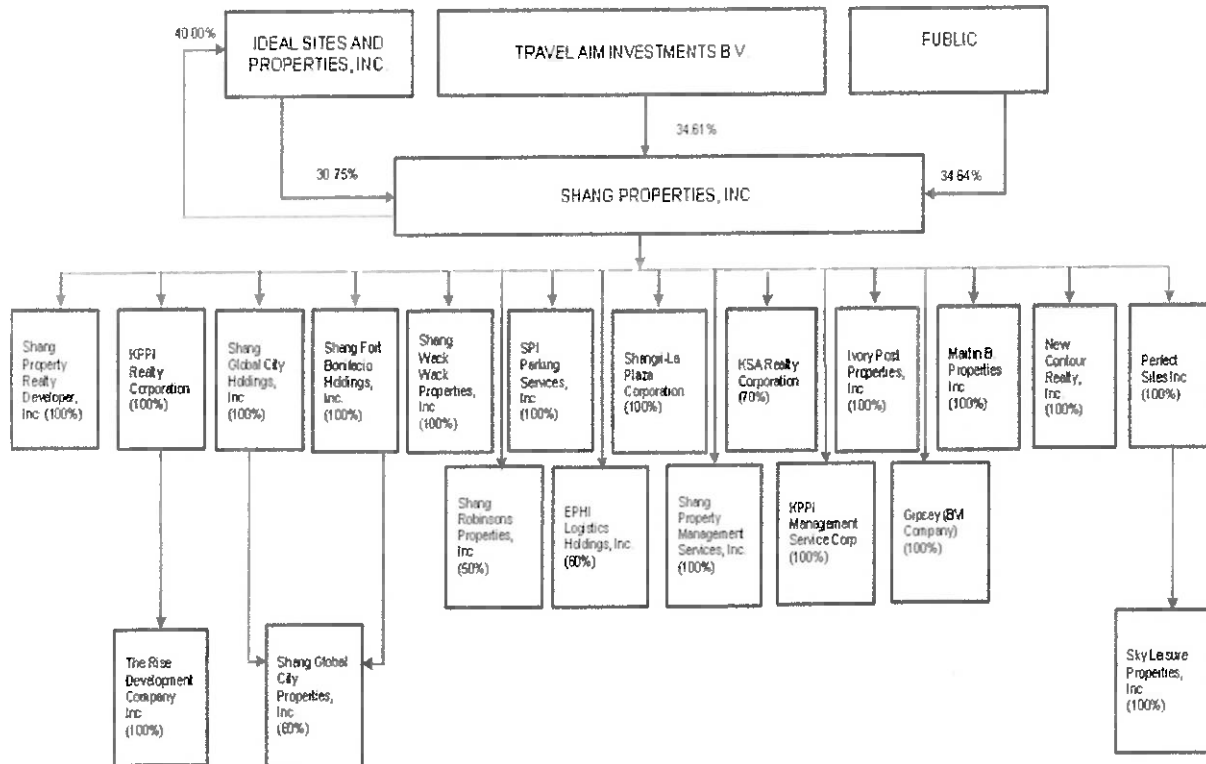 40.00%
IDEAL SITES AND
PROPERTIES, INC.
TRAVEL AIM INVESTMENTS B.V.
PUBLIC
34.61%
30.75%
34.64%
SHANG PROPERTIES, INC
Shang
Property
Realty
Developer,
Inc (100%)
KPPI
Realty
Corporation
(100%)
Shang
Global City
Holdings,
Inc
(100%)
Shang Fort
Bonifacio
Holdings,
Inc.
(100%)
Shang
Wack
Wack
Properties,
Inc
(100%)
SPI
Parking
Services,
Inc
(100%)
Shangri-La
Plaza
Corporation
(100%)
KSA Realty
Corporation
(70%)
Ivory Post
Properties,
Inc
(100%)
Martin B.
Properties
Inc
(100%)
New
Contour
Realty,
Inc
(100%)
Perfect
Sites Inc
(100%)
Shang
Robinsons
Properties,
Inc
(50%)
EPHI
Logistics
Holdings, Inc.
(60%)
Shang
Property
Management
Services, Inc.
(100%)
KPPI
Management
Service Corp
(100%)
Gipsey (BVI
Company)
(100%)
The Rise
Development
Company
Inc
(100%)
Shang Global
City
Properties,
Inc
(60%)
Sky Leisure
Properties,
Inc
(100%)